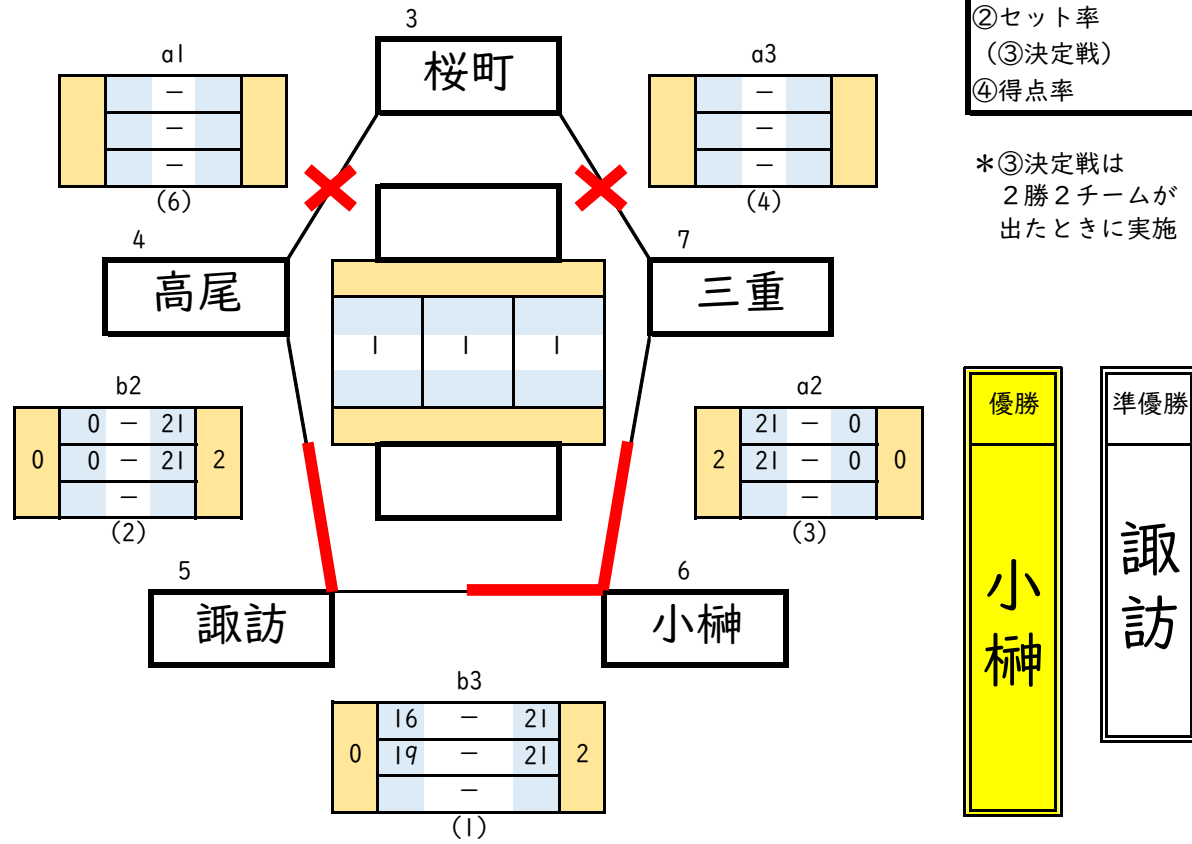 ②セット率
（③決定戦）
④得点率
＊③決定戦は
２勝２チームが
出たときに実施
3
桜町
a1
－
－
－
(6)
a3
－
－
－
(4)
4
高尾
7
三重
1 1 1
b2
0 0 － 21 2
0 － 21
－
(2)
a2
2 21 － 0 0
21 － 0
－
(3)
5
諏訪
6
小榊
b3
0 16 － 21 2
19 － 21
－
(1)
優勝
小榊
準優勝
諏訪